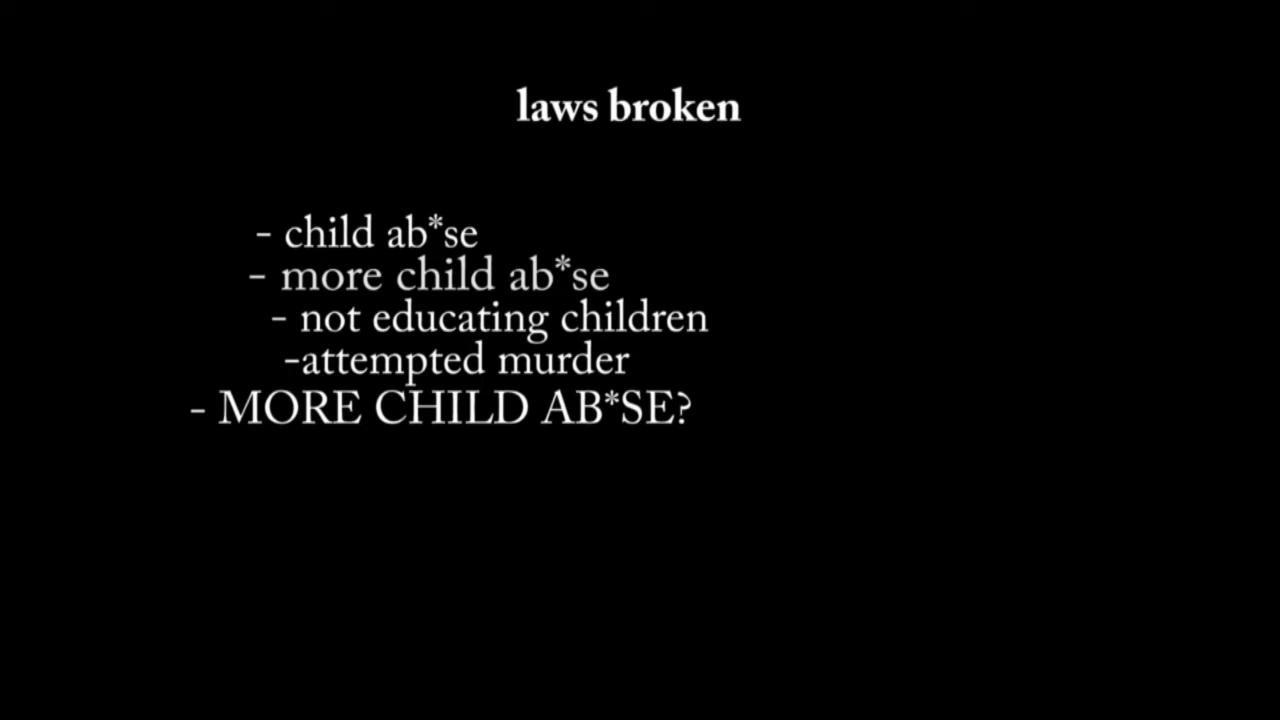 laws broken
- child ab*se
- more child ab*se
- not educating children
-attempted murder
- MORE CHILD AB*SE?